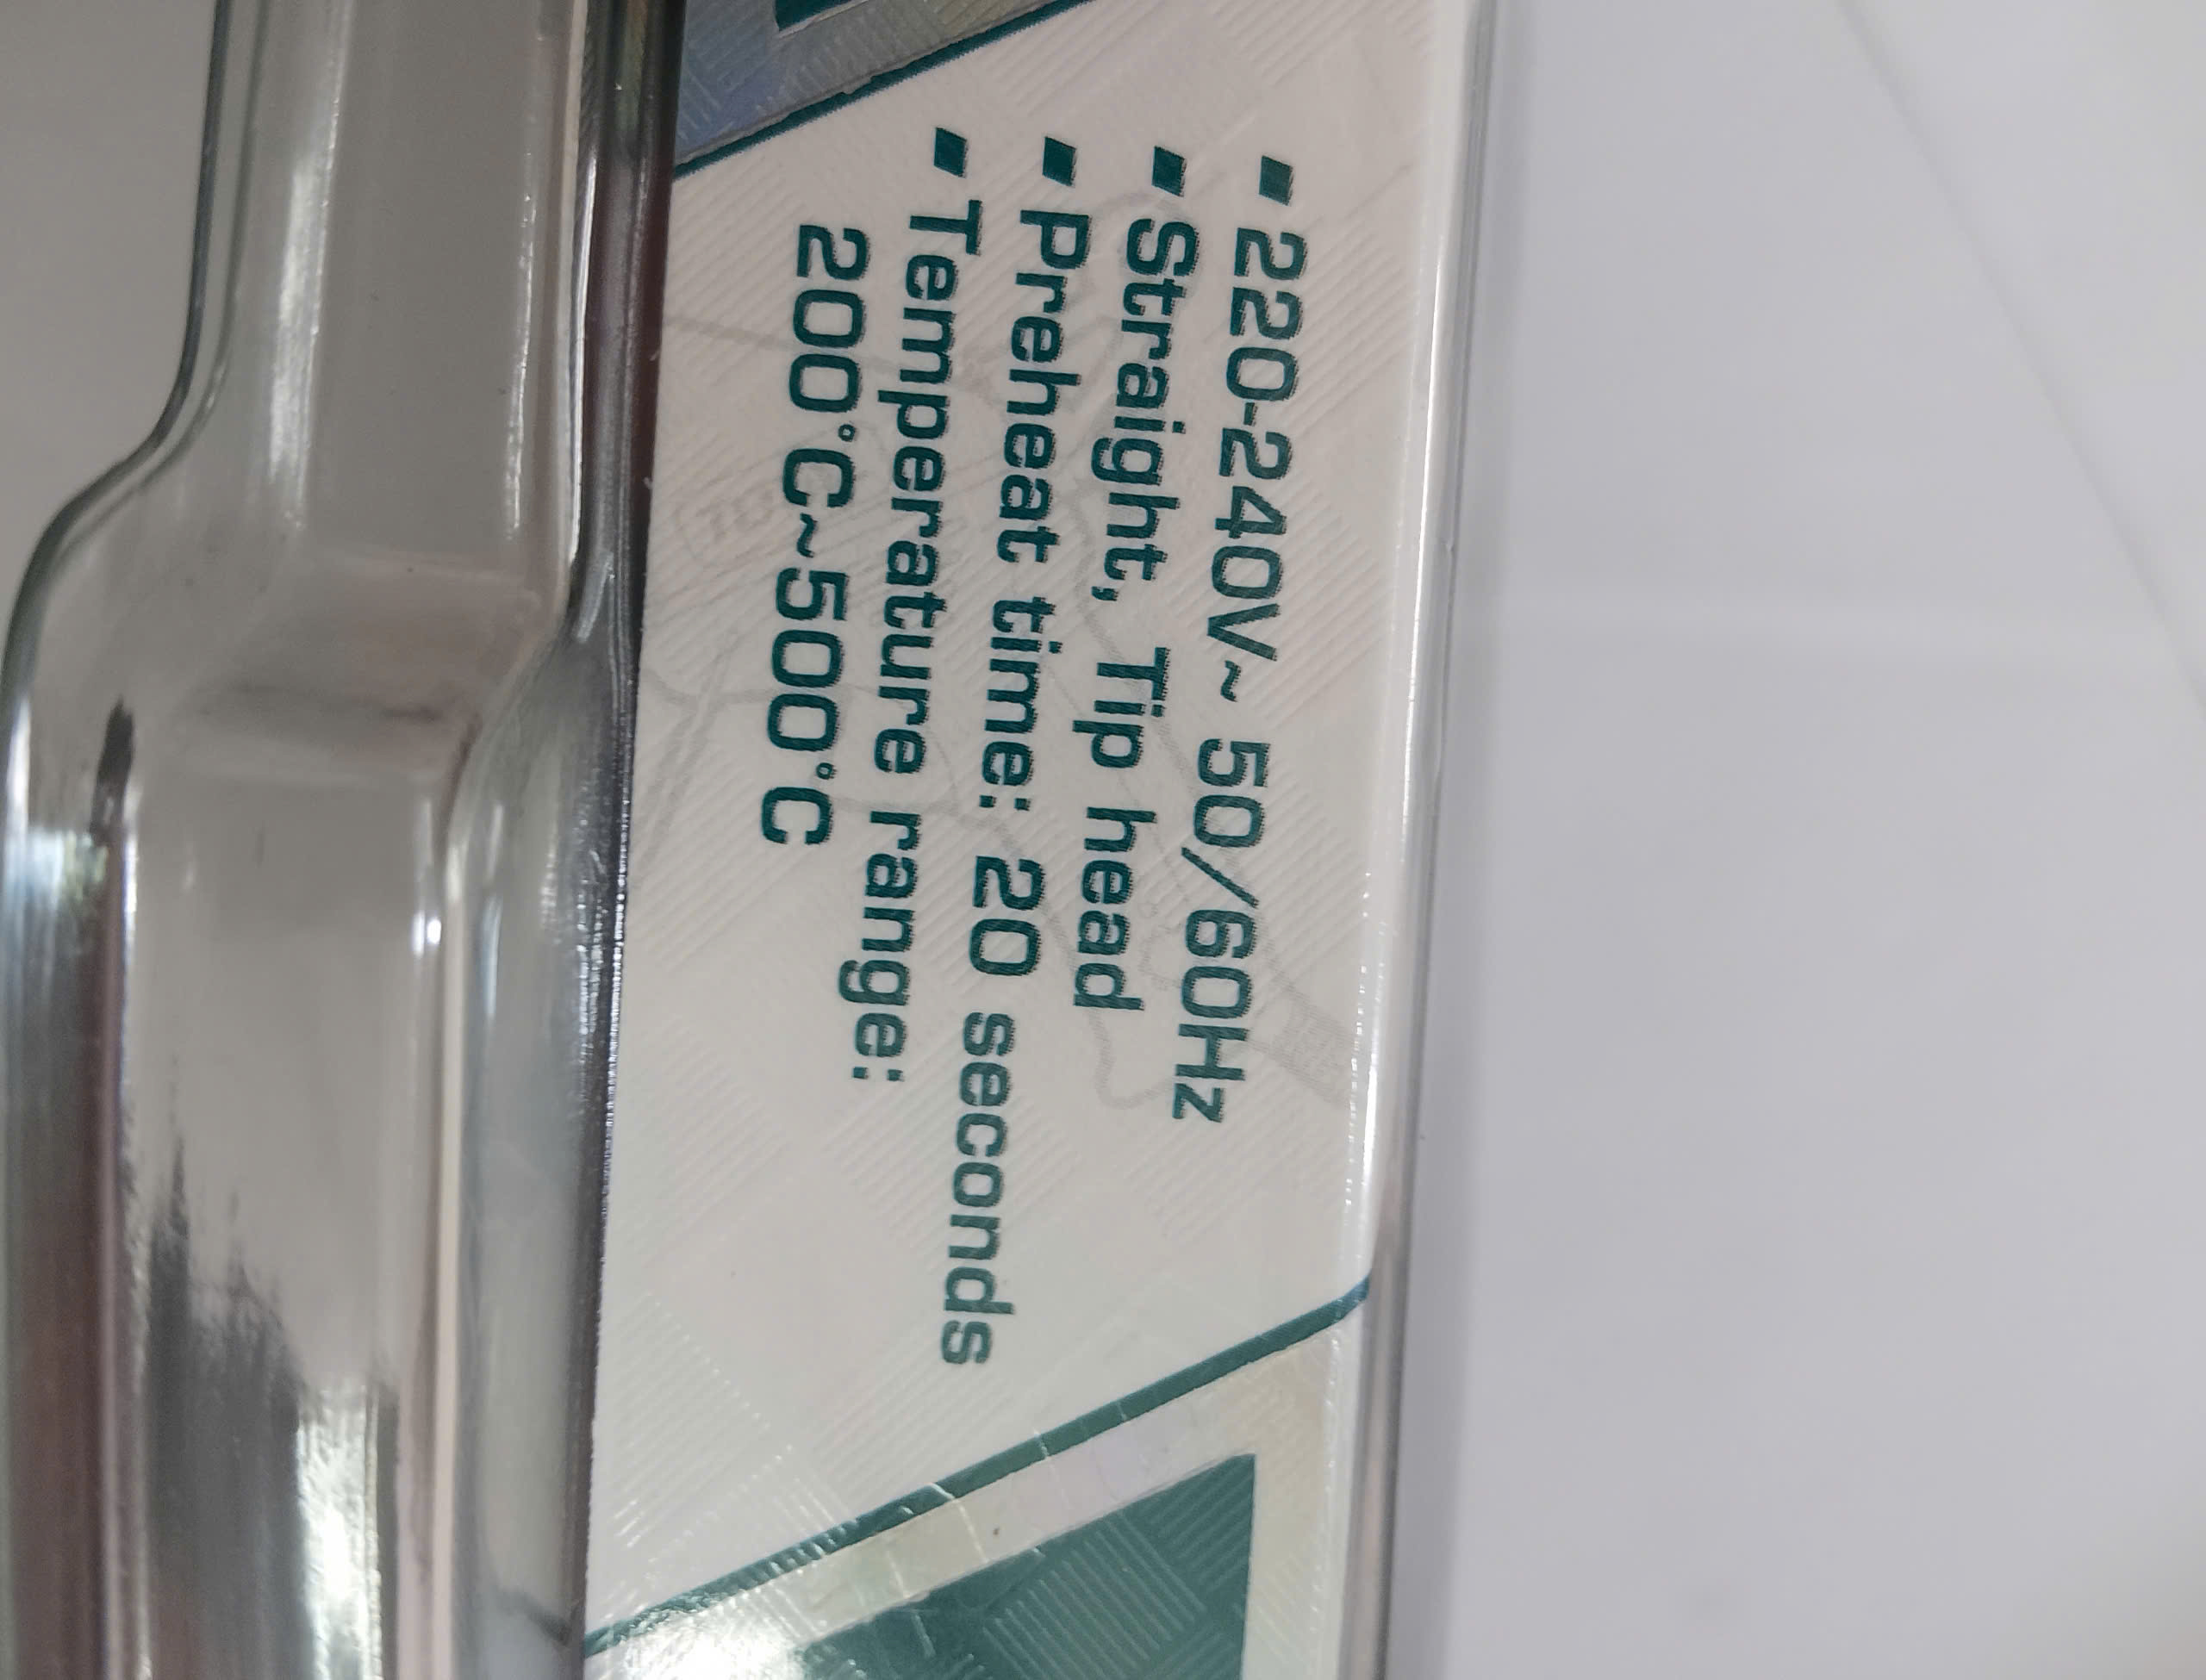 ▪ 220-240V~ 50/60Hz
▪ Straight, Tip head
▪ Preheat time: 20 seconds
▪ Temperature range:
200°C~500°C